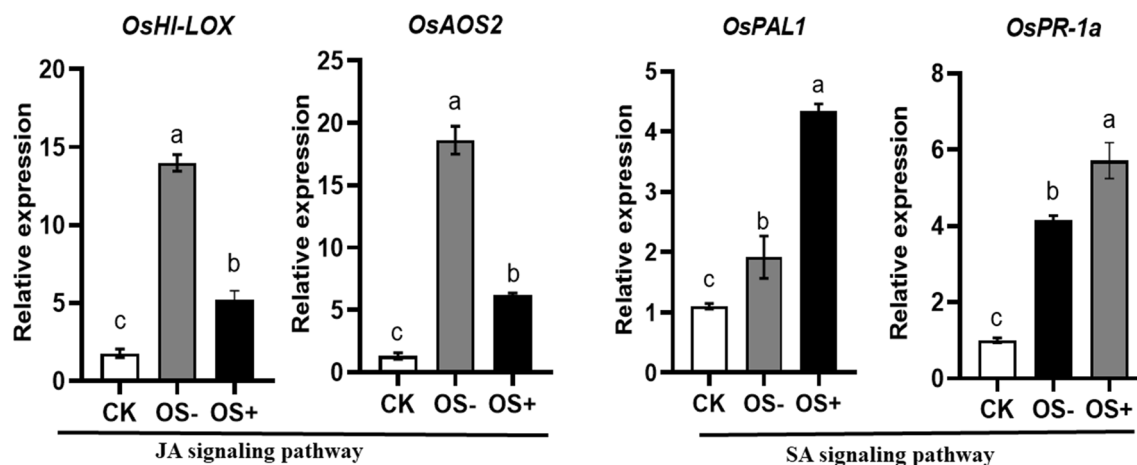 OsHI-LOX OsAOS2 OsPAL1 OsPR-1a
Relative expression
20
15
10
5
0
c
a
b
CK OS- OS+
Relative expression
25
20
15
10
5
0
c
a
b
CK OS- OS+
JA signaling pathway
Relative expression
5
4
3
2
1
0
c
b
a
CK OS- OS+
Relative expression
8
6
4
2
0
c
b
a
CK OS- OS+
SA signaling pathway